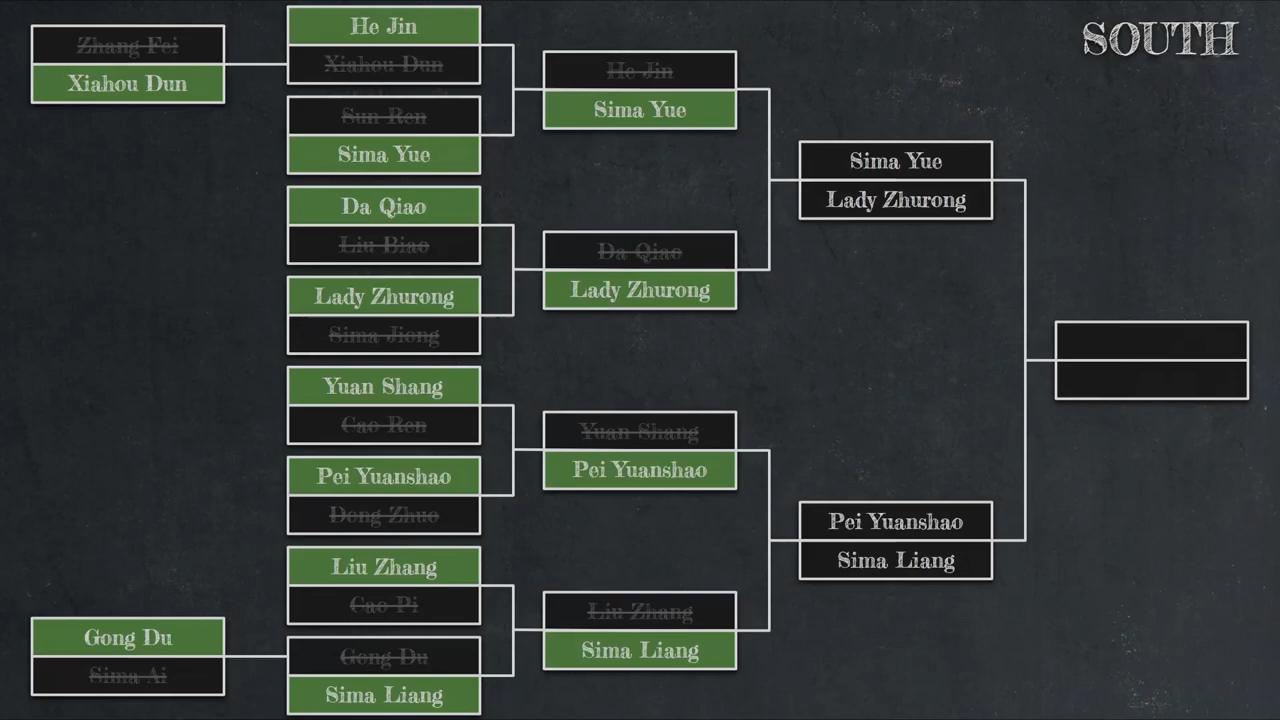 SOUTH
Zhang Fei
Xiahou Dun
Gong Du
Sima Ai
He Jin
Xiahou Dun
Sun Ren
Sima Yue
Da Qiao
Liu Biao
Lady Zhurong
Sima Jiong
Yuan Shang
Cao Ren
Pei Yuanshao
Dong Zhuo
Liu Zhang
Cao Pi
Gong Du
Sima Liang
He Jin
Sima Yue
Da Qiao
Lady Zhurong
Yuan Shang
Pei Yuanshao
Liu Zhang
Sima Liang
Sima Yue
Lady Zhurong
Pei Yuanshao
Sima Liang